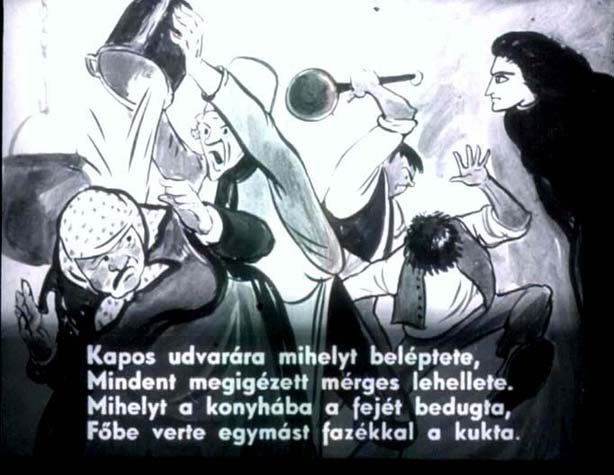 Kapos udvarára mihelyt beléptete,
Mindent megigézett mérges lehellete.
Mihelyt a konyhába a fejét bedugta,
Főbe verte egymást fazékkal a kukta.